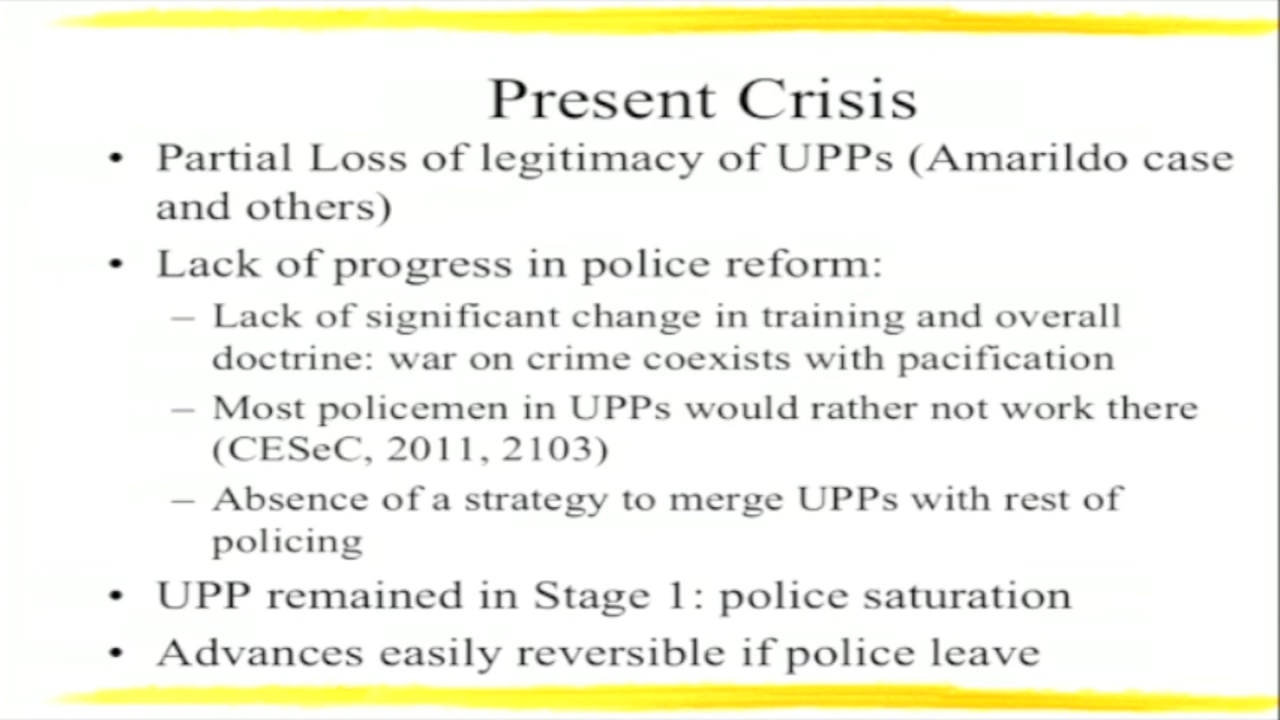 Present Crisis
• Partial Loss of legitimacy of UPPs (Amarildo case
and others)
• Lack of progress in police reform:
– Lack of significant change in training and overall
doctrine: war on crime coexists with pacification
– Most policemen in UPPs would rather not work there
(CESeC, 2011, 2103)
– Absence of a strategy to merge UPPs with rest of
policing
• UPP remained in Stage 1: police saturation
• Advances easily reversible if police leave